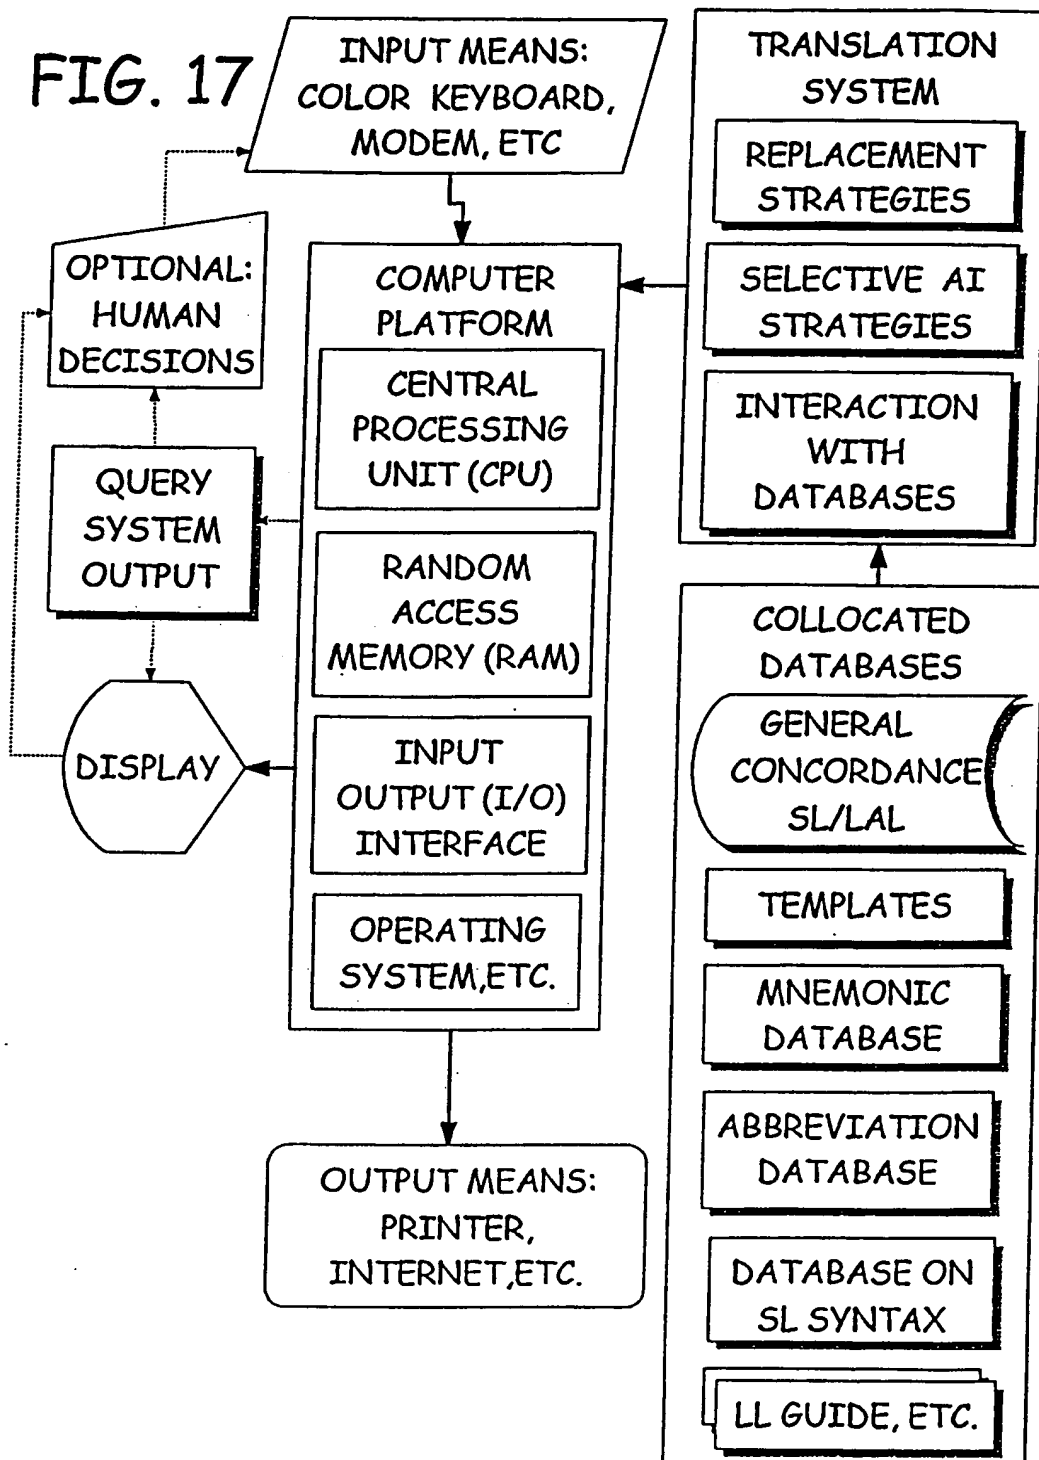 FIG. 17
INPUT MEANS:
COLOR KEYBOARD,
MODEM, ETC
OPTIONAL:
HUMAN
DECISIONS
QUERY
SYSTEM
OUTPUT
DISPLAY
COMPUTER
PLATFORM
CENTRAL
PROCESSING
UNIT (CPU)
RANDOM
ACCESS
MEMORY (RAM)
INPUT
OUTPUT (I/O)
INTERFACE
OPERATING
SYSTEM,ETC.
OUTPUT MEANS:
PRINTER,
INTERNET,ETC.
TRANSLATION
SYSTEM
REPLACEMENT
STRATEGIES
SELECTIVE AI
STRATEGIES
INTERACTION
WITH
DATABASES
COLLOCATED
DATABASES
GENERAL
CONCORDANCE
SL/LAL
TEMPLATES
MNEMONIC
DATABASE
ABBREVIATION
DATABASE
DATABASE ON
SL SYNTAX
LL GUIDE, ETC.